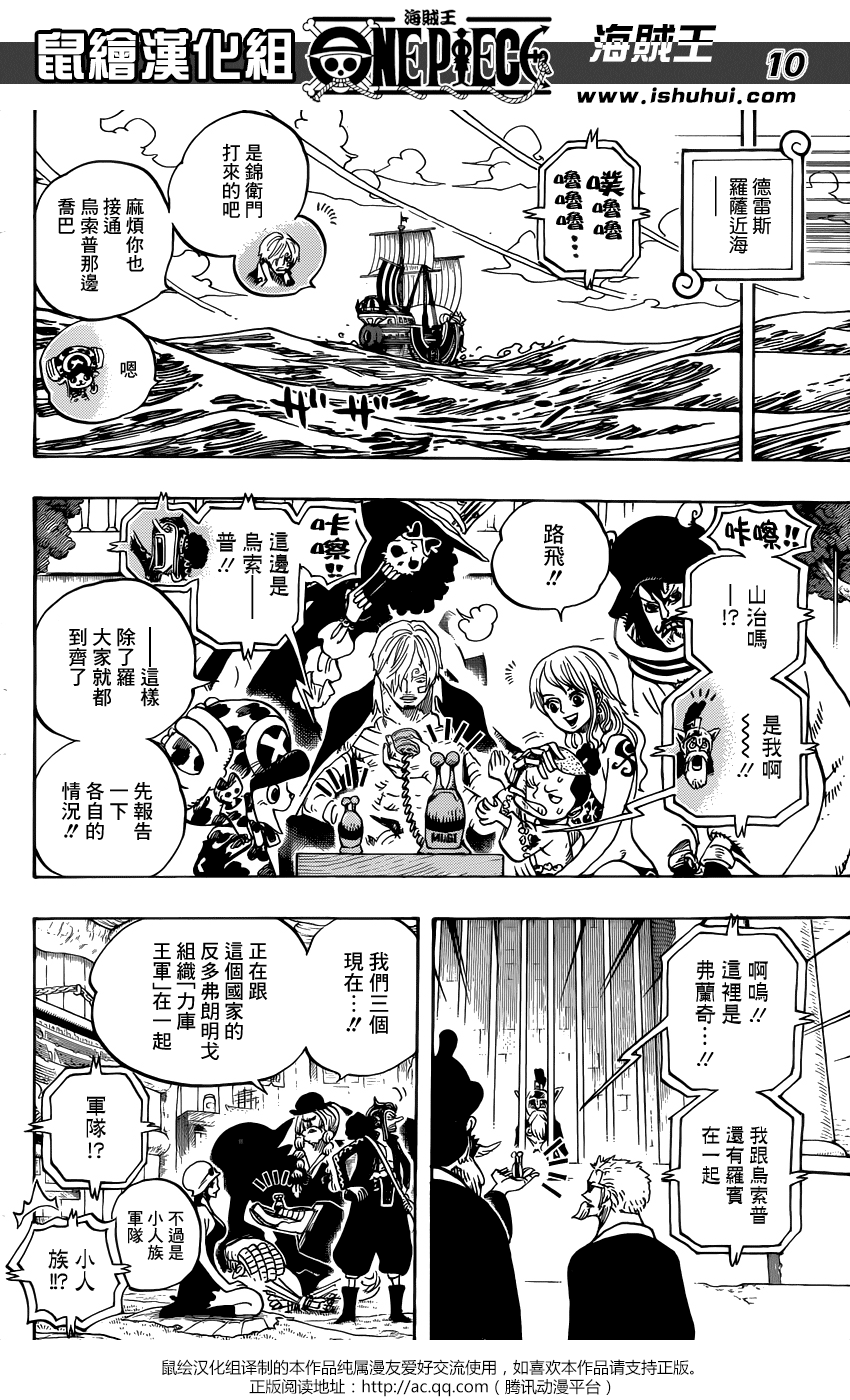 鼠繪漢化組
海賊王
ONE PIECE
海賊王
10
www.ishuhui.com
德雷斯
羅薩近海
——
噗嚕嚕
嚕嚕嚕…
是錦衛門
打來的吧
麻煩你也
接通
烏索普那邊
喬巴
嗯
ザザ
咔嚓!!
山治嗎
——!?
是我啊
~~~!!
路飛!!
咔嚓!!
這邊是
烏索——
普!!
——這樣
除了羅
大家就都
到齊了
先報告
一下
各自的
情況!!
啊嗚!!
這裡是
弗蘭奇…!!
我跟烏索普
還有羅賓
在一起
我們三個
現在…!!
正在跟
這個國家的
反多弗朗明戈
組織「力庫
王軍」在一起
軍隊!?
不過是
小人族
軍隊
小人
族!!?
鼠绘汉化组译制的本作品纯属漫友爱好交流使用，如喜欢本作品请支持正版。
正版阅读地址：http://ac.qq.com（腾讯动漫平台）